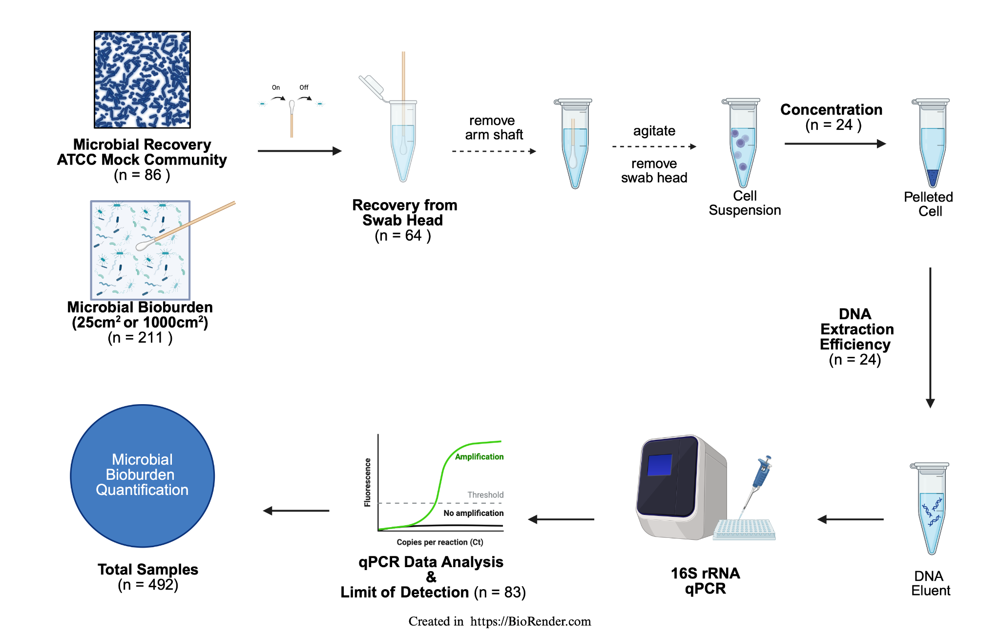 Microbial Recovery
ATCC Mock Community
(n = 86 )
On
Off
Recovery from
Swab Head
(n = 64 )
remove
arm shaft
agitate
remove
swab head
Cell
Suspension
Concentration
(n = 24 )
Pelleted
Cell
Microbial Bioburden
(25cm² or 1000cm²)
(n = 211 )
DNA
Extraction
Efficiency
(n = 24)
DNA
Eluent
16S rRNA
qPCR
Fluorescence
Amplification
Threshold
No amplification
Copies per reaction (Ct)
qPCR Data Analysis
&
Limit of Detection (n = 83)
Microbial
Bioburden
Quantification
Total Samples
(n = 492)
Created in https://BioRender.com